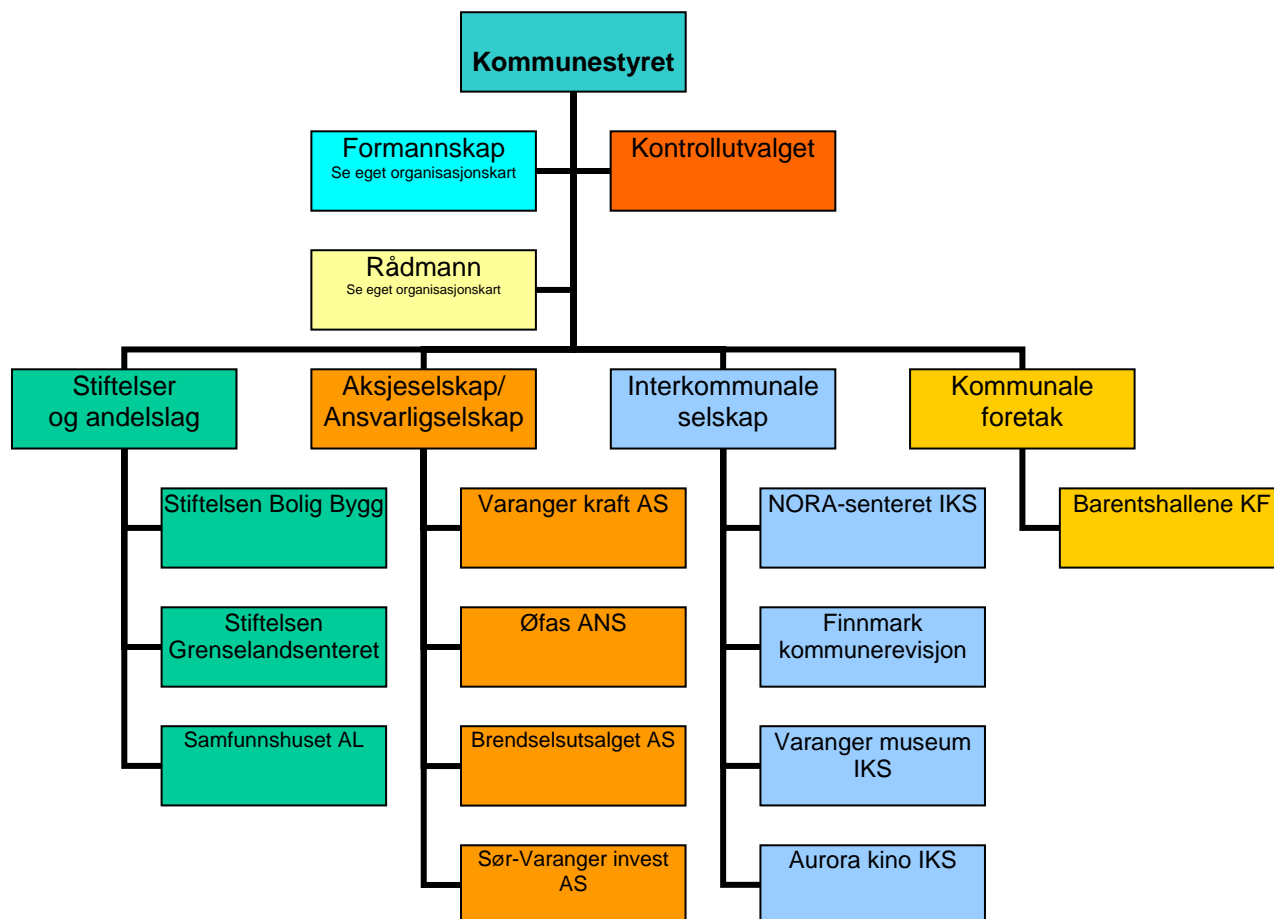 Kommunestyret
Formannskap
Se eget organisasjonskart
Kontrollutvalget
Rådmann
Se eget organisasjonskart
Stiftelser
og andelslag
Aksjeselskap/
Ansvarligselskap
Interkommunale
selskap
Kommunale
foretak
Stiftelsen Bolig Bygg
Varanger kraft AS
NORA-senteret IKS
Barentshallene KF
Stiftelsen
Grenselandsenteret
Øfas ANS
Finnmark
kommunerevisjon
Samfunnshuset AL
Brendselsutsalget AS
Varanger museum
IKS
Sør-Varanger invest
AS
Aurora kino IKS